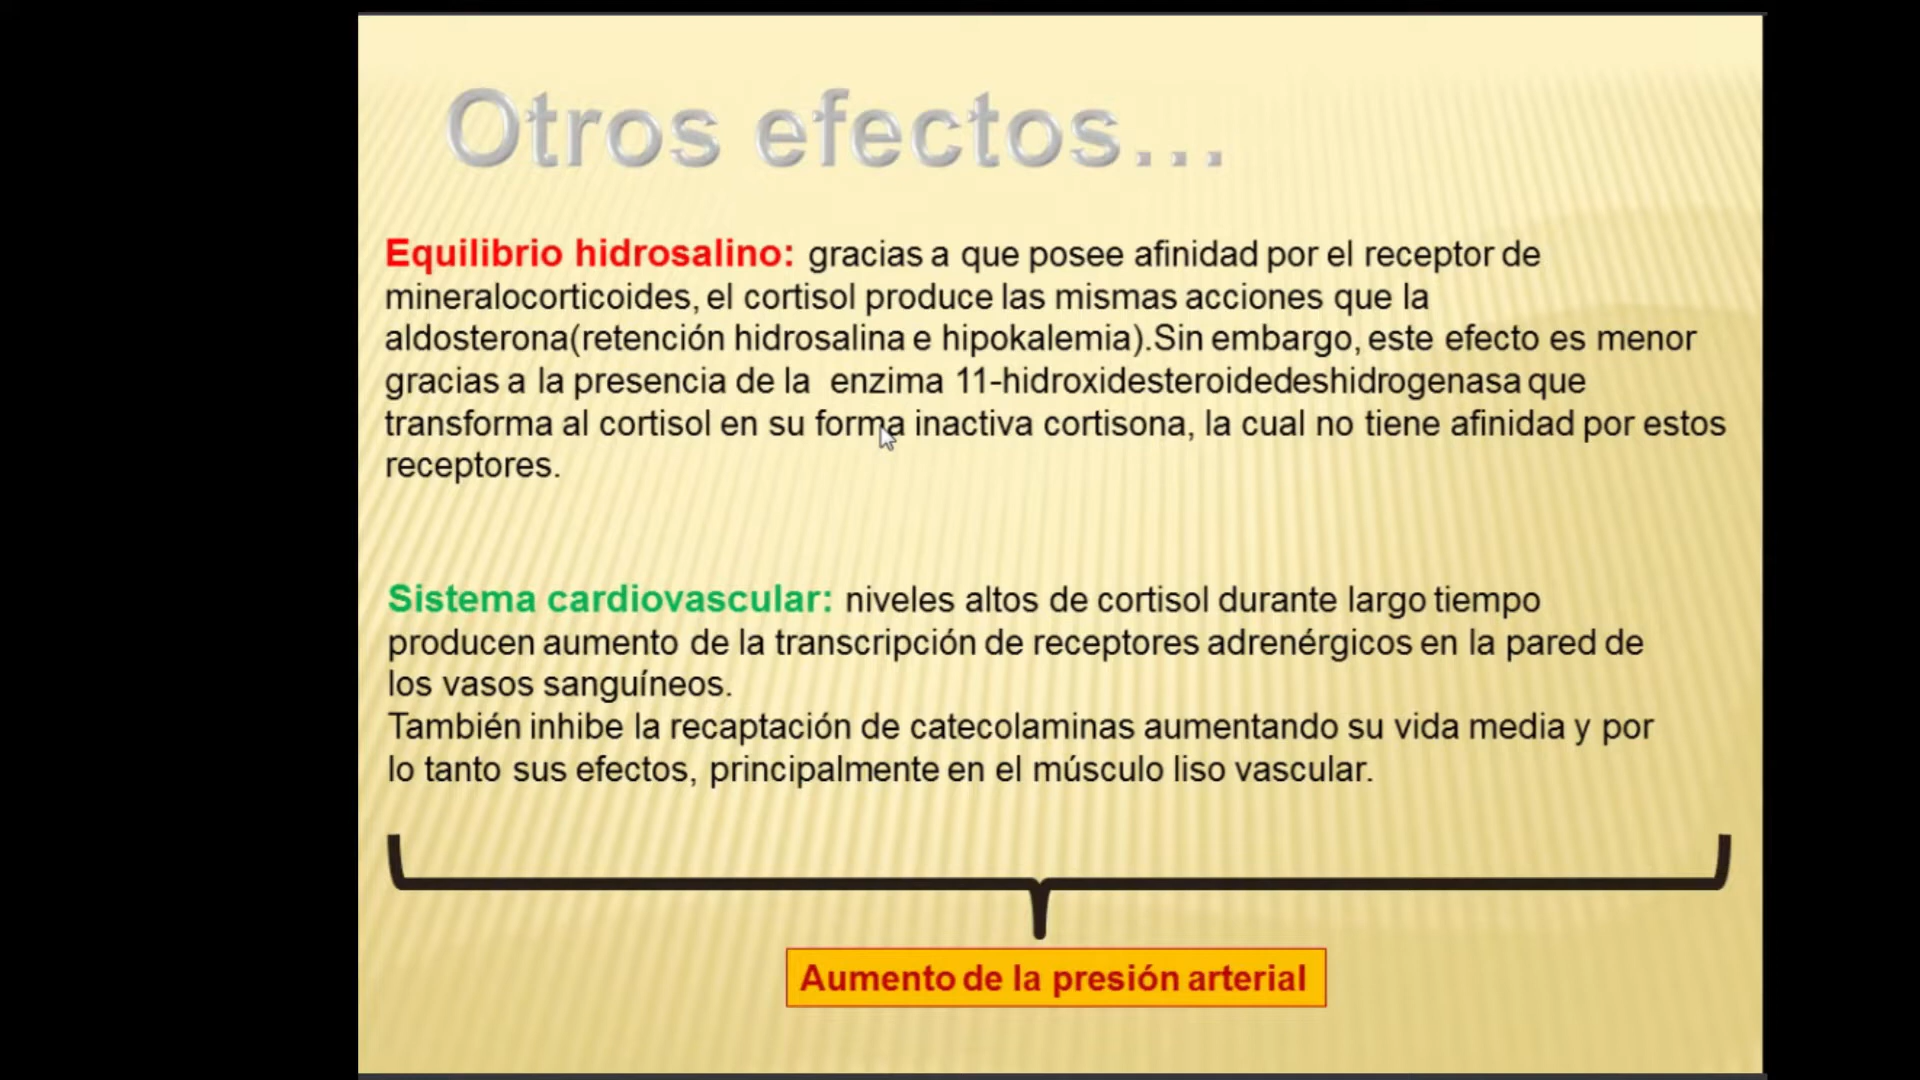 Otros efectos...
Equilibrio hidrosalino: gracias a que posee afinidad por el receptor de
mineralocorticoides, el cortisol produce las mismas acciones que la
aldosterona(retención hidrosalina e hipokalemia).Sin embargo, este efecto es menor
gracias a la presencia de la enzima 11-hidroxidesteroidedeshidrogenasa que
transforma al cortisol en su forma inactiva cortisona, la cual no tiene afinidad por estos
receptores.
Sistema cardiovascular: niveles altos de cortisol durante largo tiempo
producen aumento de la transcripción de receptores adrenérgicos en la pared de
los vasos sanguíneos.
También inhibe la recaptación de catecolaminas aumentando su vida media y por
lo tanto sus efectos, principalmente en el músculo liso vascular.
Aumento de la presión arterial